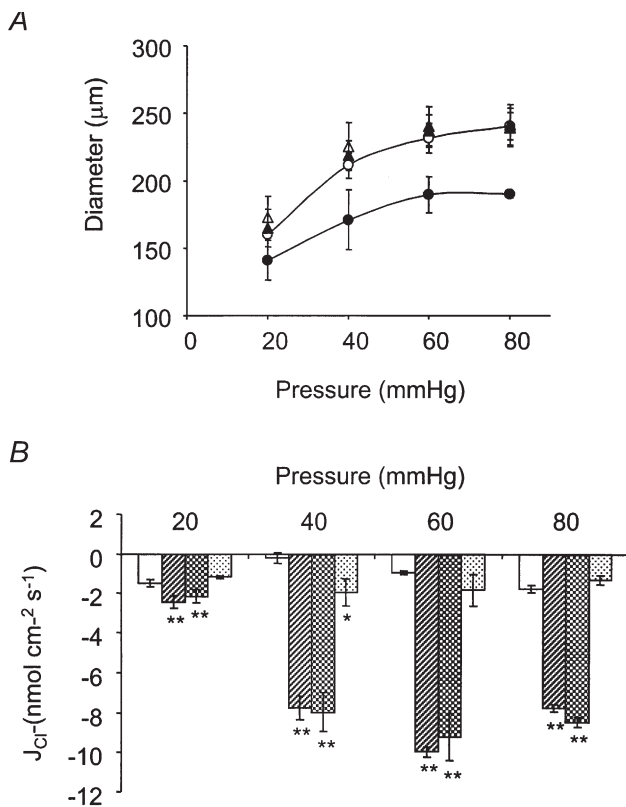 A
300
250
200
150
100
Diameter (μm)
0 20 40 60 80
Pressure (mmHg)
B
Pressure (mmHg)
20 40 60 80
2
0
-2
-4
-6
-8
-10
-12
J_Cl-(nmol cm⁻² s⁻¹)
** **
*
** **
** **
** **